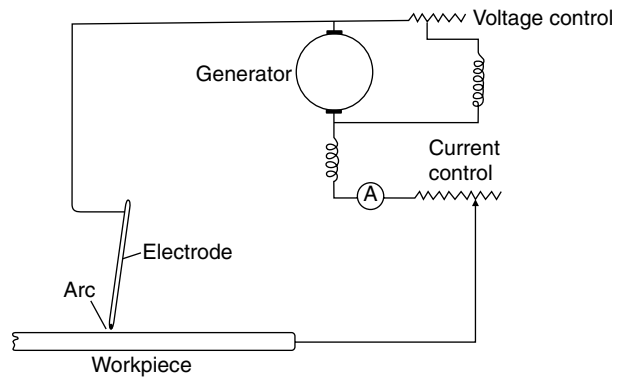 Voltage control
Generator
Current
control
A
Electrode
Arc
Workpiece